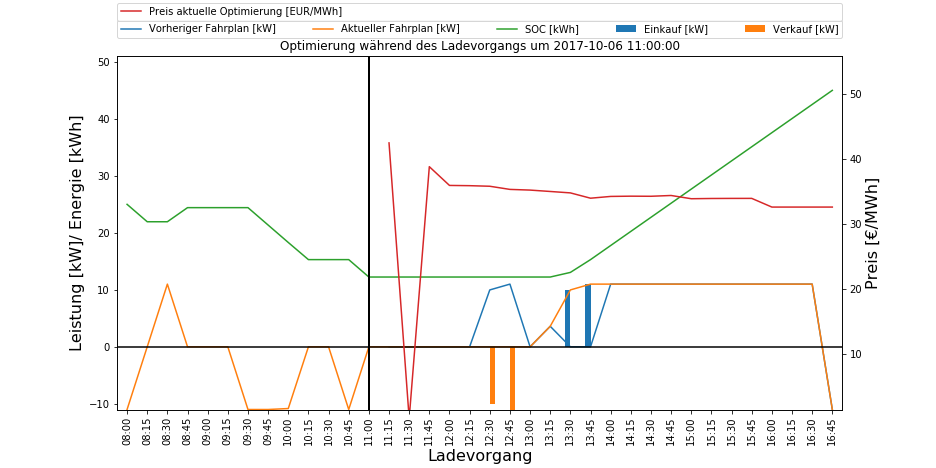 Preis aktuelle Optimierung [EUR/MWh]
Vorheriger Fahrplan [kW] Aktueller Fahrplan [kW] SOC [kWh] Einkauf [kW] Verkauf [kW]
Optimierung während des Ladevorgangs um 2017-10-06 11:00:00
Leistung [kW]/ Energie [kWh]
50
40
30
20
10
0
−10
50
40
30
20
10
Preis [€/MWh]
08:00 08:15 08:30 08:45 09:00 09:15 09:30 09:45 10:00 10:15 10:30 10:45 11:00 11:15 11:30 11:45 12:00 12:15 12:30 12:45 13:00 13:15 13:30 13:45 14:00 14:15 14:30 14:45 15:00 15:15 15:30 15:45 16:00 16:15 16:30 16:45
Ladevorgang